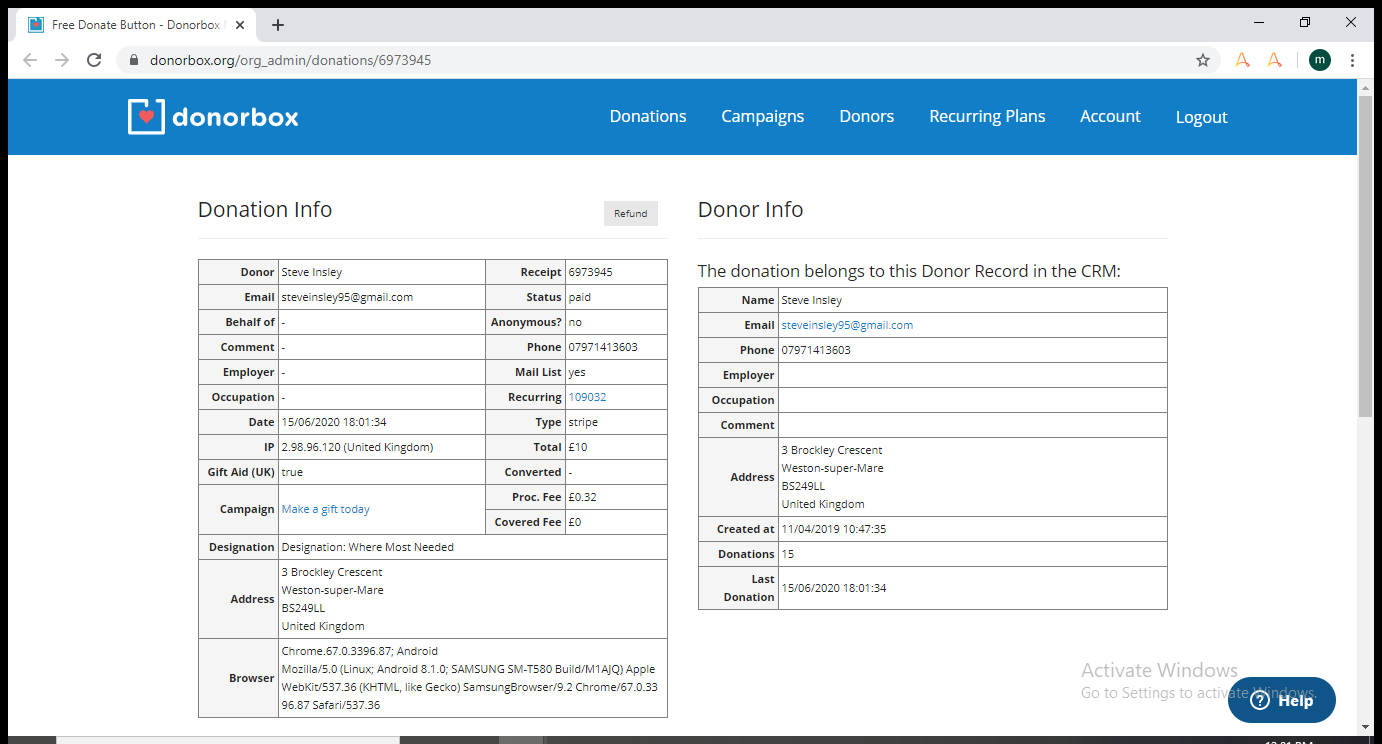 Free Donate Button - Donorbox
donorbox.org/org_admin/donations/6973945
m
donorbox
Donations Campaigns Donors Recurring Plans Account Logout
Donation Info
Refund
Donor Steve Insley Receipt 6973945
Email steveinsley95@gmail.com Status paid
Behalf of - Anonymous? no
Comment - Phone 07971413603
Employer - Mail List yes
Occupation - Recurring 109032
Date 15/06/2020 18:01:34 Type stripe
IP 2.98.96.120 (United Kingdom) Total £10
Gift Aid (UK) true Converted -
Campaign Make a gift today Proc. Fee £0.32
Covered Fee £0
Designation Designation: Where Most Needed
Address 3 Brockley Crescent
Weston-super-Mare
BS249LL
United Kingdom
Browser Chrome.67.0.3396.87; Android
Mozilla/5.0 (Linux; Android 8.1.0; SAMSUNG SM-T580 Build/M1AJQ) Apple
WebKit/537.36 (KHTML, like Gecko) SamsungBrowser/9.2 Chrome/67.0.33
96.87 Safari/537.36
Donor Info
The donation belongs to this Donor Record in the CRM:
Name Steve Insley
Email steveinsley95@gmail.com
Phone 07971413603
Employer
Occupation
Comment
Address 3 Brockley Crescent
Weston-super-Mare
BS249LL
United Kingdom
Created at 11/04/2019 10:47:35
Donations 15
Last
Donation 15/06/2020 18:01:34
Activate Windows
Go to Settings to activate Windows.
Help